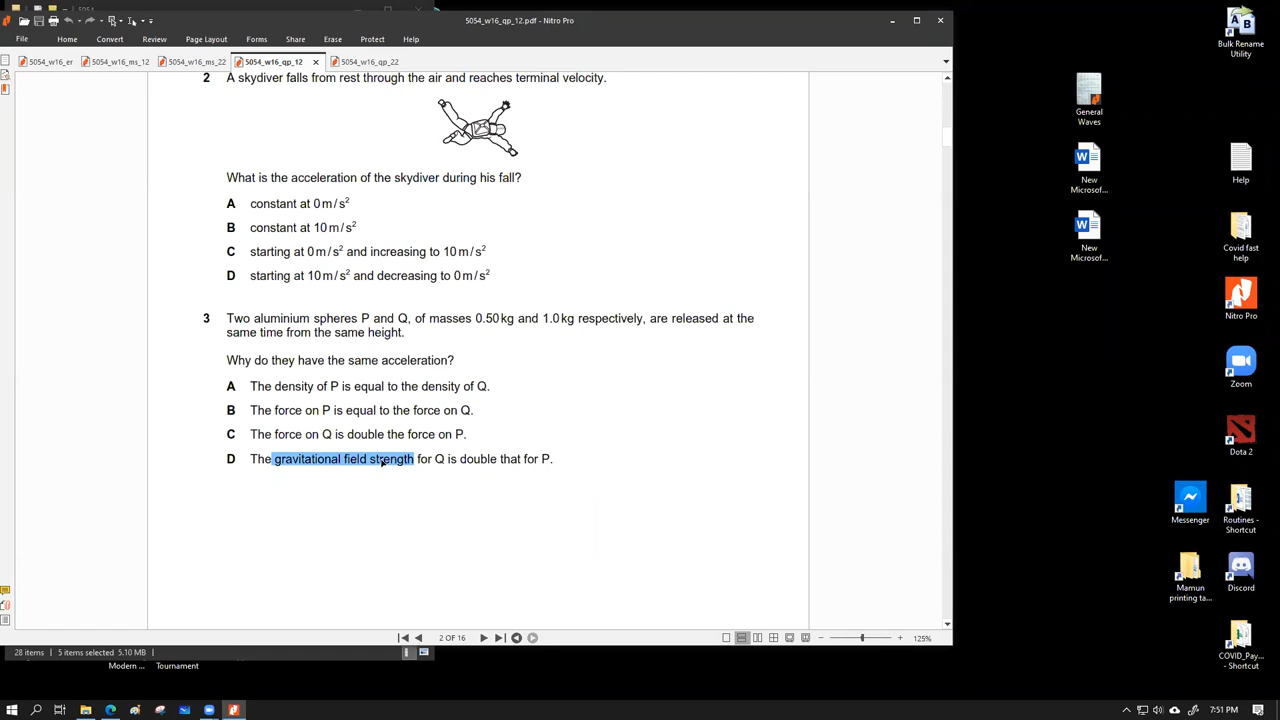 5054_w16_qp_12.pdf - Nitro Pro
File Home Convert Review Page Layout Forms Share Erase Protect Help
5054_w16_er 5054_w16_ms_12 5054_w16_ms_22 5054_w16_qp_12 5054_w16_qp_22
2 A skydiver falls from rest through the air and reaches terminal velocity.
What is the acceleration of the skydiver during his fall?
A constant at 0 m / s²
B constant at 10 m / s²
C starting at 0 m / s² and increasing to 10 m / s²
D starting at 10 m / s² and decreasing to 0 m / s²
3 Two aluminium spheres P and Q, of masses 0.50 kg and 1.0 kg respectively, are released at the
same time from the same height.
Why do they have the same acceleration?
A The density of P is equal to the density of Q.
B The force on P is equal to the force on Q.
C The force on Q is double the force on P.
D The gravitational field strength for Q is double that for P.
2 OF 16
125%
28 items 5 items selected 5.10 MB
Modern ... Tournament
Bulk Rename
Utility
General
Waves
New
Microsof...
Help
New
Microsof...
Covid fast
help
Nitro Pro
Zoom
Dota 2
Messenger
Routines -
Shortcut
Mamun
printing ta...
Discord
COVID_Pay...
- Shortcut
7:51 PM